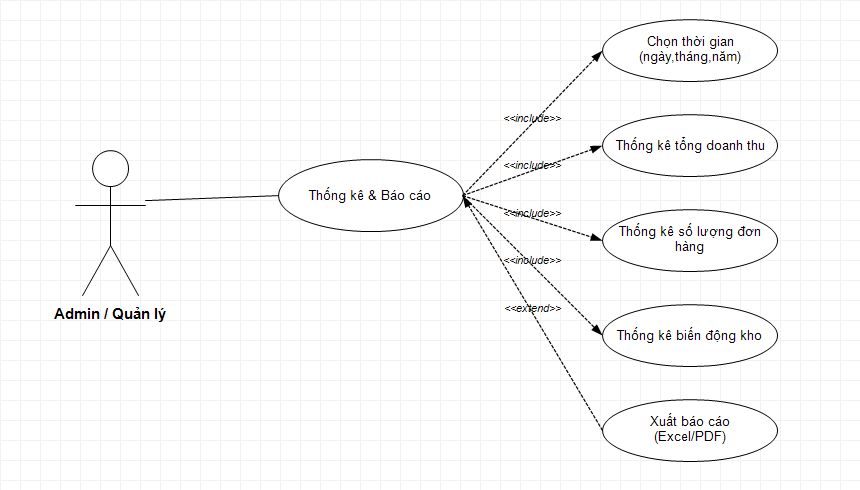 Chọn thời gian
(ngày,tháng,năm)
<<include>>
Thống kê tổng doanh thu
<<include>>
Thống kê & Báo cáo
<<include>>
Thống kê số lượng đơn
hàng
<<include>>
<<extend>>
Admin / Quản lý
Thống kê biến động kho
Xuất báo cáo
(Excel/PDF)